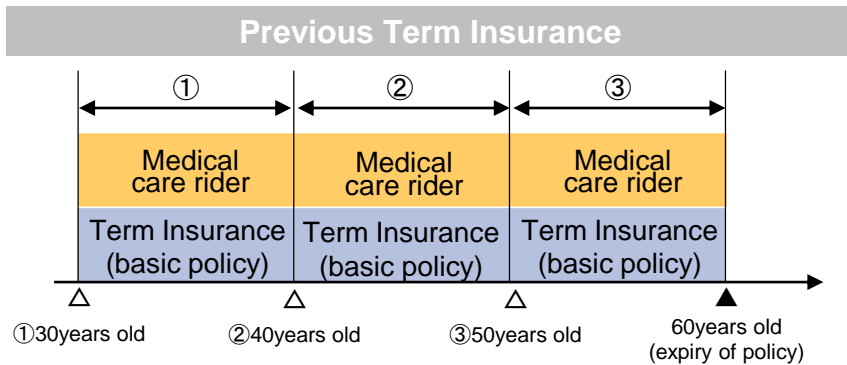 Previous Term Insurance
① ② ③
Medical
care rider
Medical
care rider
Medical
care rider
Term Insurance
(basic policy)
Term Insurance
(basic policy)
Term Insurance
(basic policy)
①30years old
②40years old
③50years old
60years old
(expiry of policy)